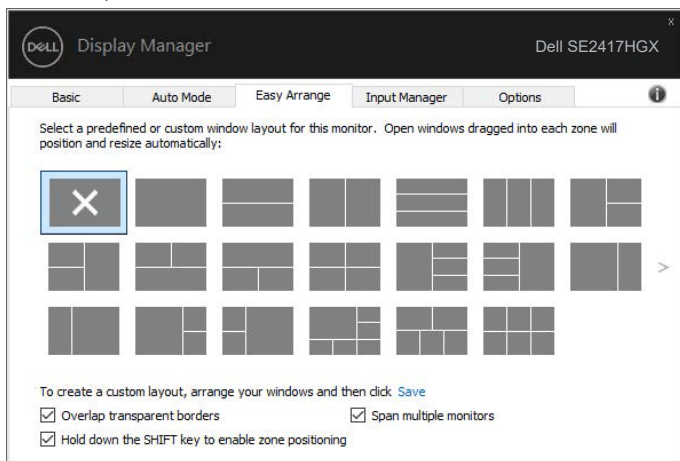 x
DELL Display Manager Dell SE2417HGX
Basic Auto Mode Easy Arrange Input Manager Options i
Select a predefined or custom window layout for this monitor. Open windows dragged into each zone will
position and resize automatically:
>
To create a custom layout, arrange your windows and then click Save
Overlap transparent borders Span multiple monitors
Hold down the SHIFT key to enable zone positioning